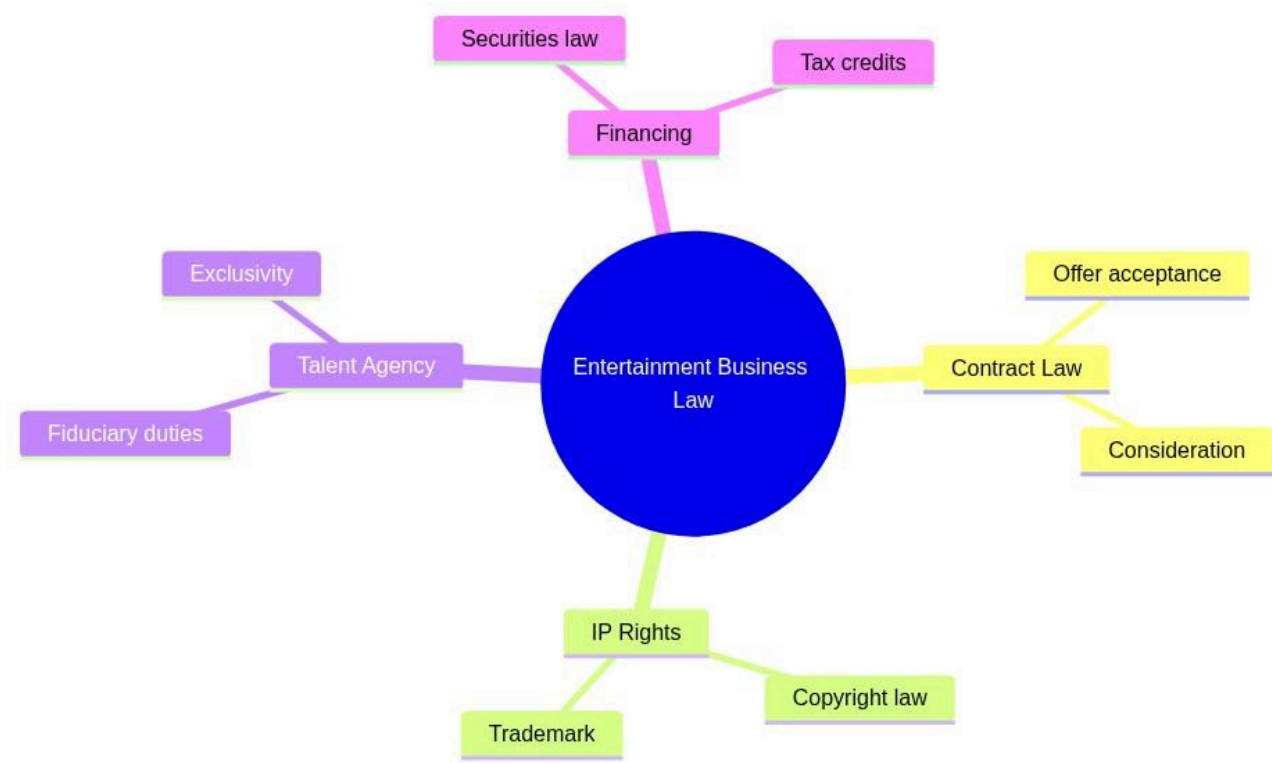 Securities law
Tax credits
Financing
Exclusivity
Offer acceptance
Talent Agency
Entertainment Business
Law
Contract Law
Fiduciary duties
Consideration
IP Rights
Copyright law
Trademark